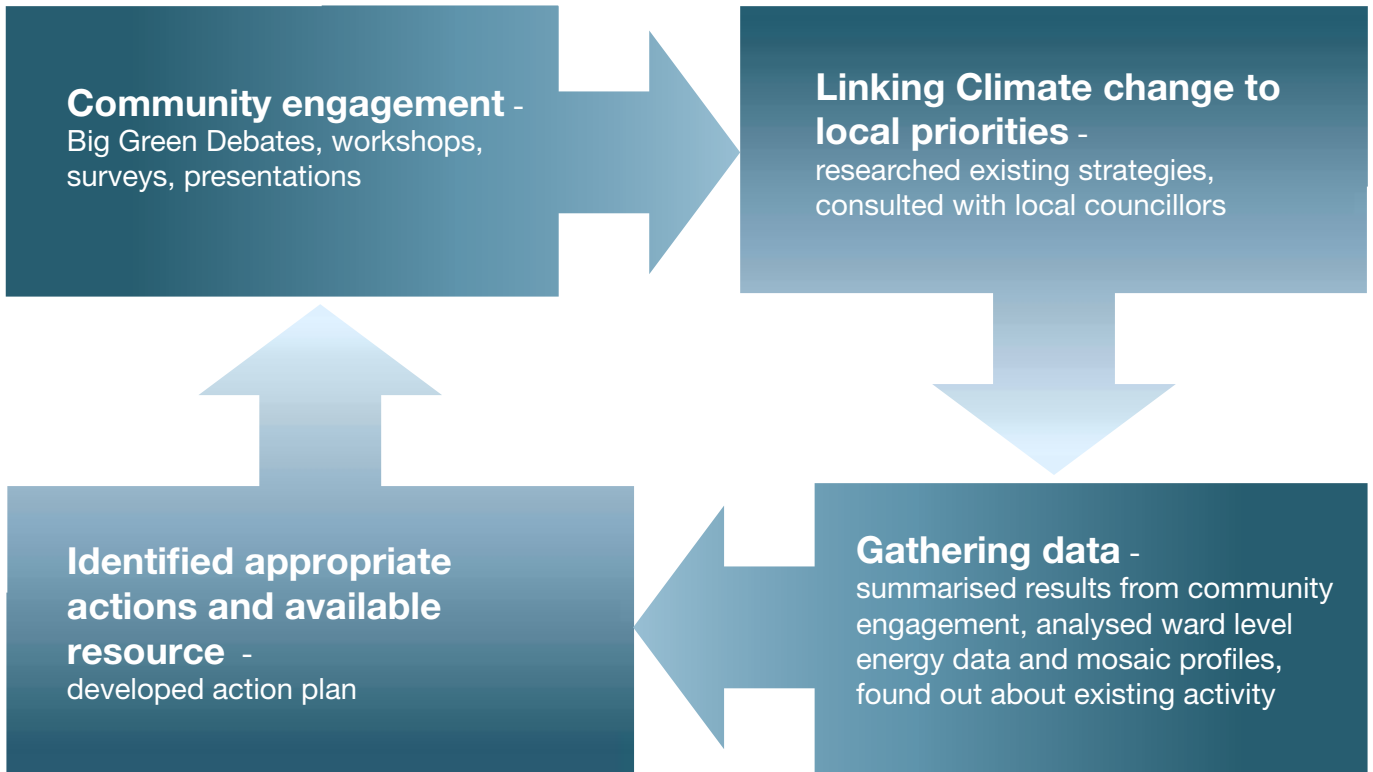 Community engagement -
Big Green Debates, workshops,
surveys, presentations
Linking Climate change to
local priorities -
researched existing strategies,
consulted with local councillors
Gathering data -
summarised results from community
engagement, analysed ward level
energy data and mosaic profiles,
found out about existing activity
Identified appropriate
actions and available
resource -
developed action plan